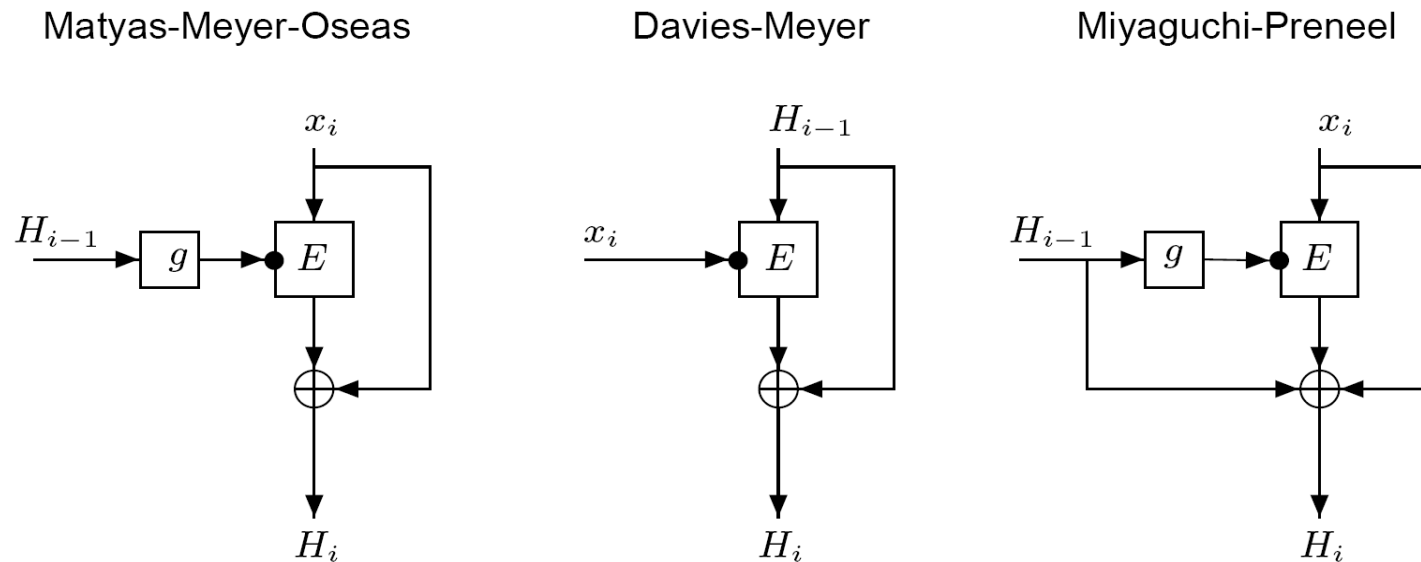 Matyas-Meyer-Oseas
Davies-Meyer
Miyaguchi-Preneel
x_i
H_{i-1}
x_i
H_{i-1}
g
E
x_i
E
H_{i-1}
g
E
H_i
H_i
H_i